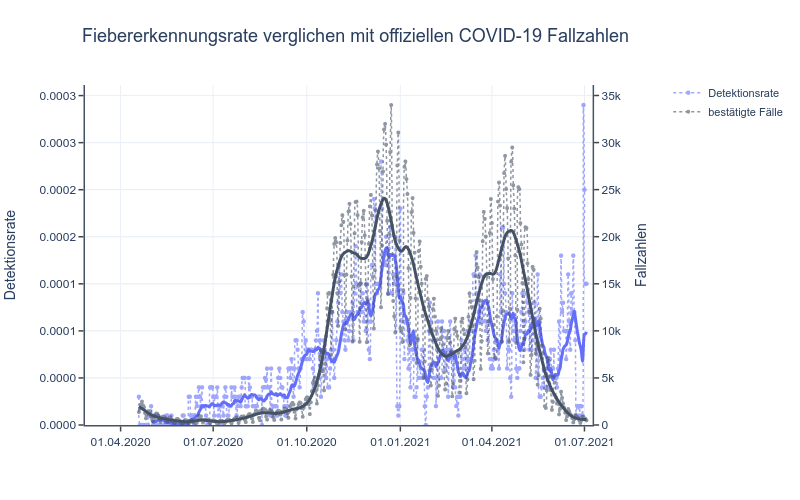 Fiebererkennungsrate verglichen mit offiziellen COVID-19 Fallzahlen
Detektionsrate
bestätigte Fälle
0.0003
0.0003
0.0002
0.0002
0.0001
0.0001
0.0000
0.0000
Detektionsrate
35k
30k
25k
20k
15k
10k
5k
0
Fallzahlen
01.04.2020
01.07.2020
01.10.2020
01.01.2021
01.04.2021
01.07.2021